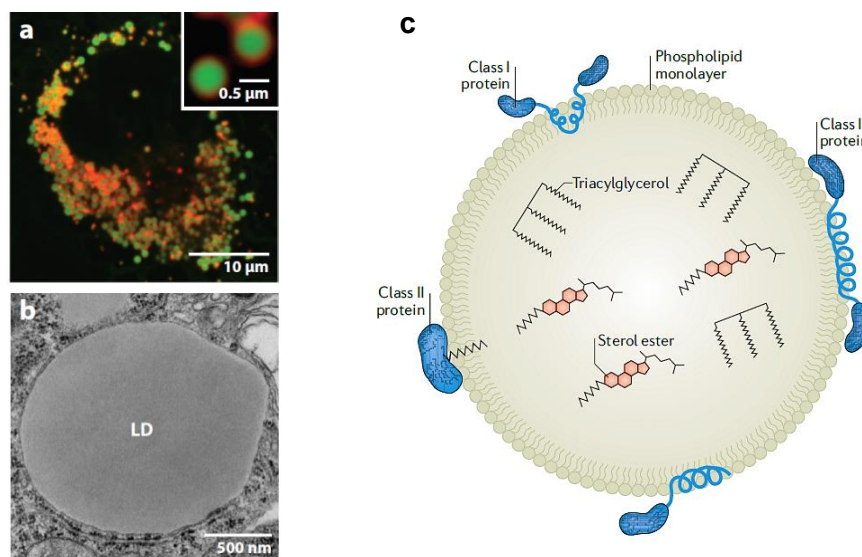 a
0.5 µm
10 µm
b
LD
500 nm
c
Class I
protein
Phospholipid
monolayer
Class I
protein
Triacylglycerol
Class II
protein
Sterol ester